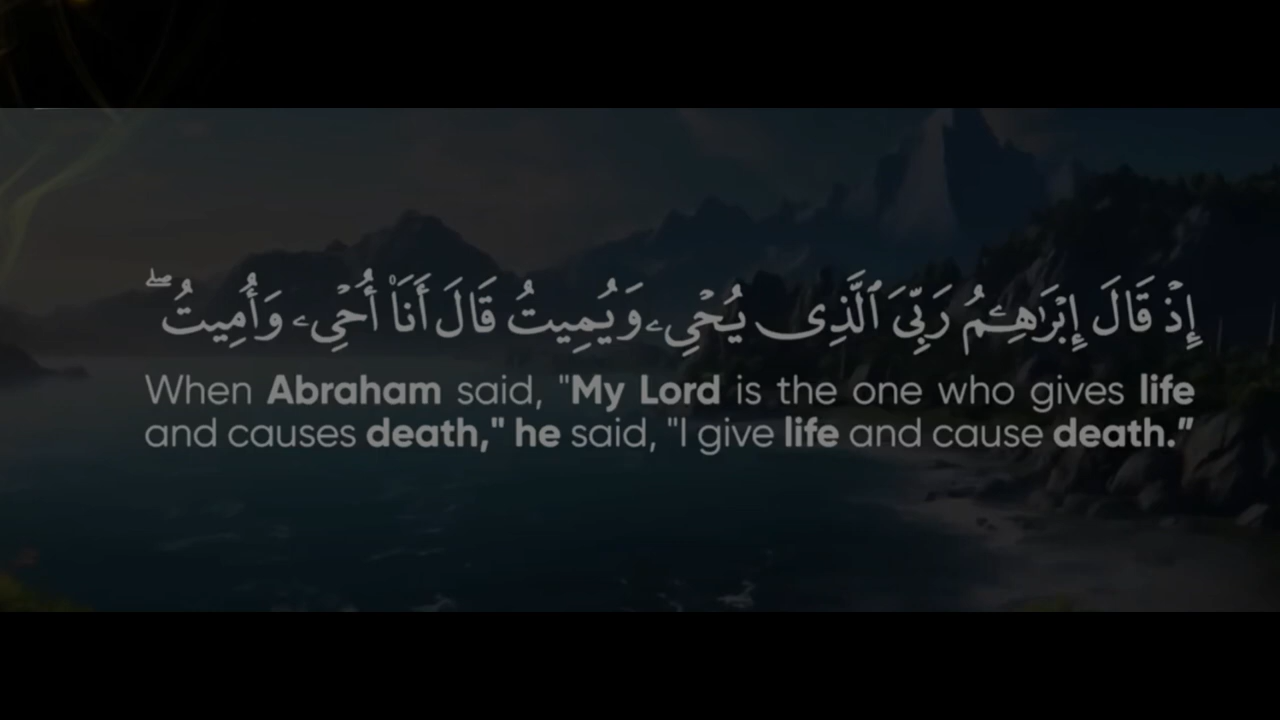 إِذْ قَالَ إِبْرَٰهِـۧمُ رَبِّىَ ٱلَّذِى يُحْىِۦ وَيُمِيتُ قَالَ أَنَا۠ أُحْىِۦ وَأُمِيتُ ۖ
When Abraham said, "My Lord is the one who gives life
and causes death," he said, "I give life and cause death.”